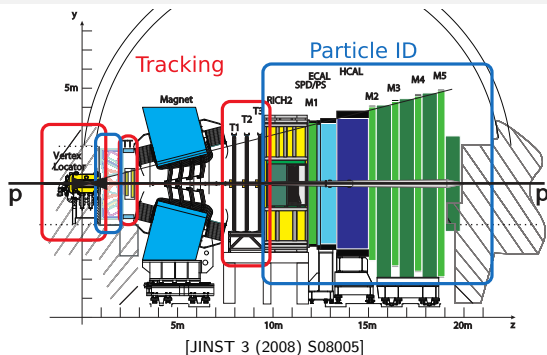 y
Particle ID
Tracking
5m
Magnet
ECAL
HCAL
SPD/PS
RICH2
M1
M2
M3
M4
M5
T1
T2
T3
TT
Vertex
Locator
p
p
5m
10m
15m
20m
z
[JINST 3 (2008) S08005]